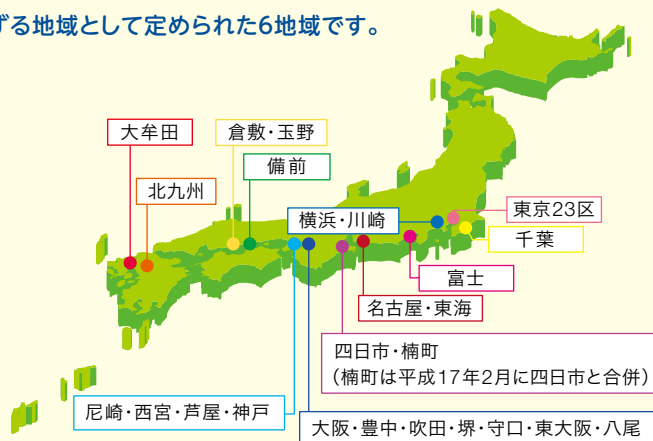 げる地域として定められた6地域です。
大牟田
倉敷・玉野
備前
北九州
横浜・川崎
東京23区
千葉
富士
名古屋・東海
四日市・楠町
（楠町は平成17年2月に四日市と合併）
尼崎・西宮・芦屋・神戸
大阪・豊中・吹田・堺・守口・東大阪・八尾